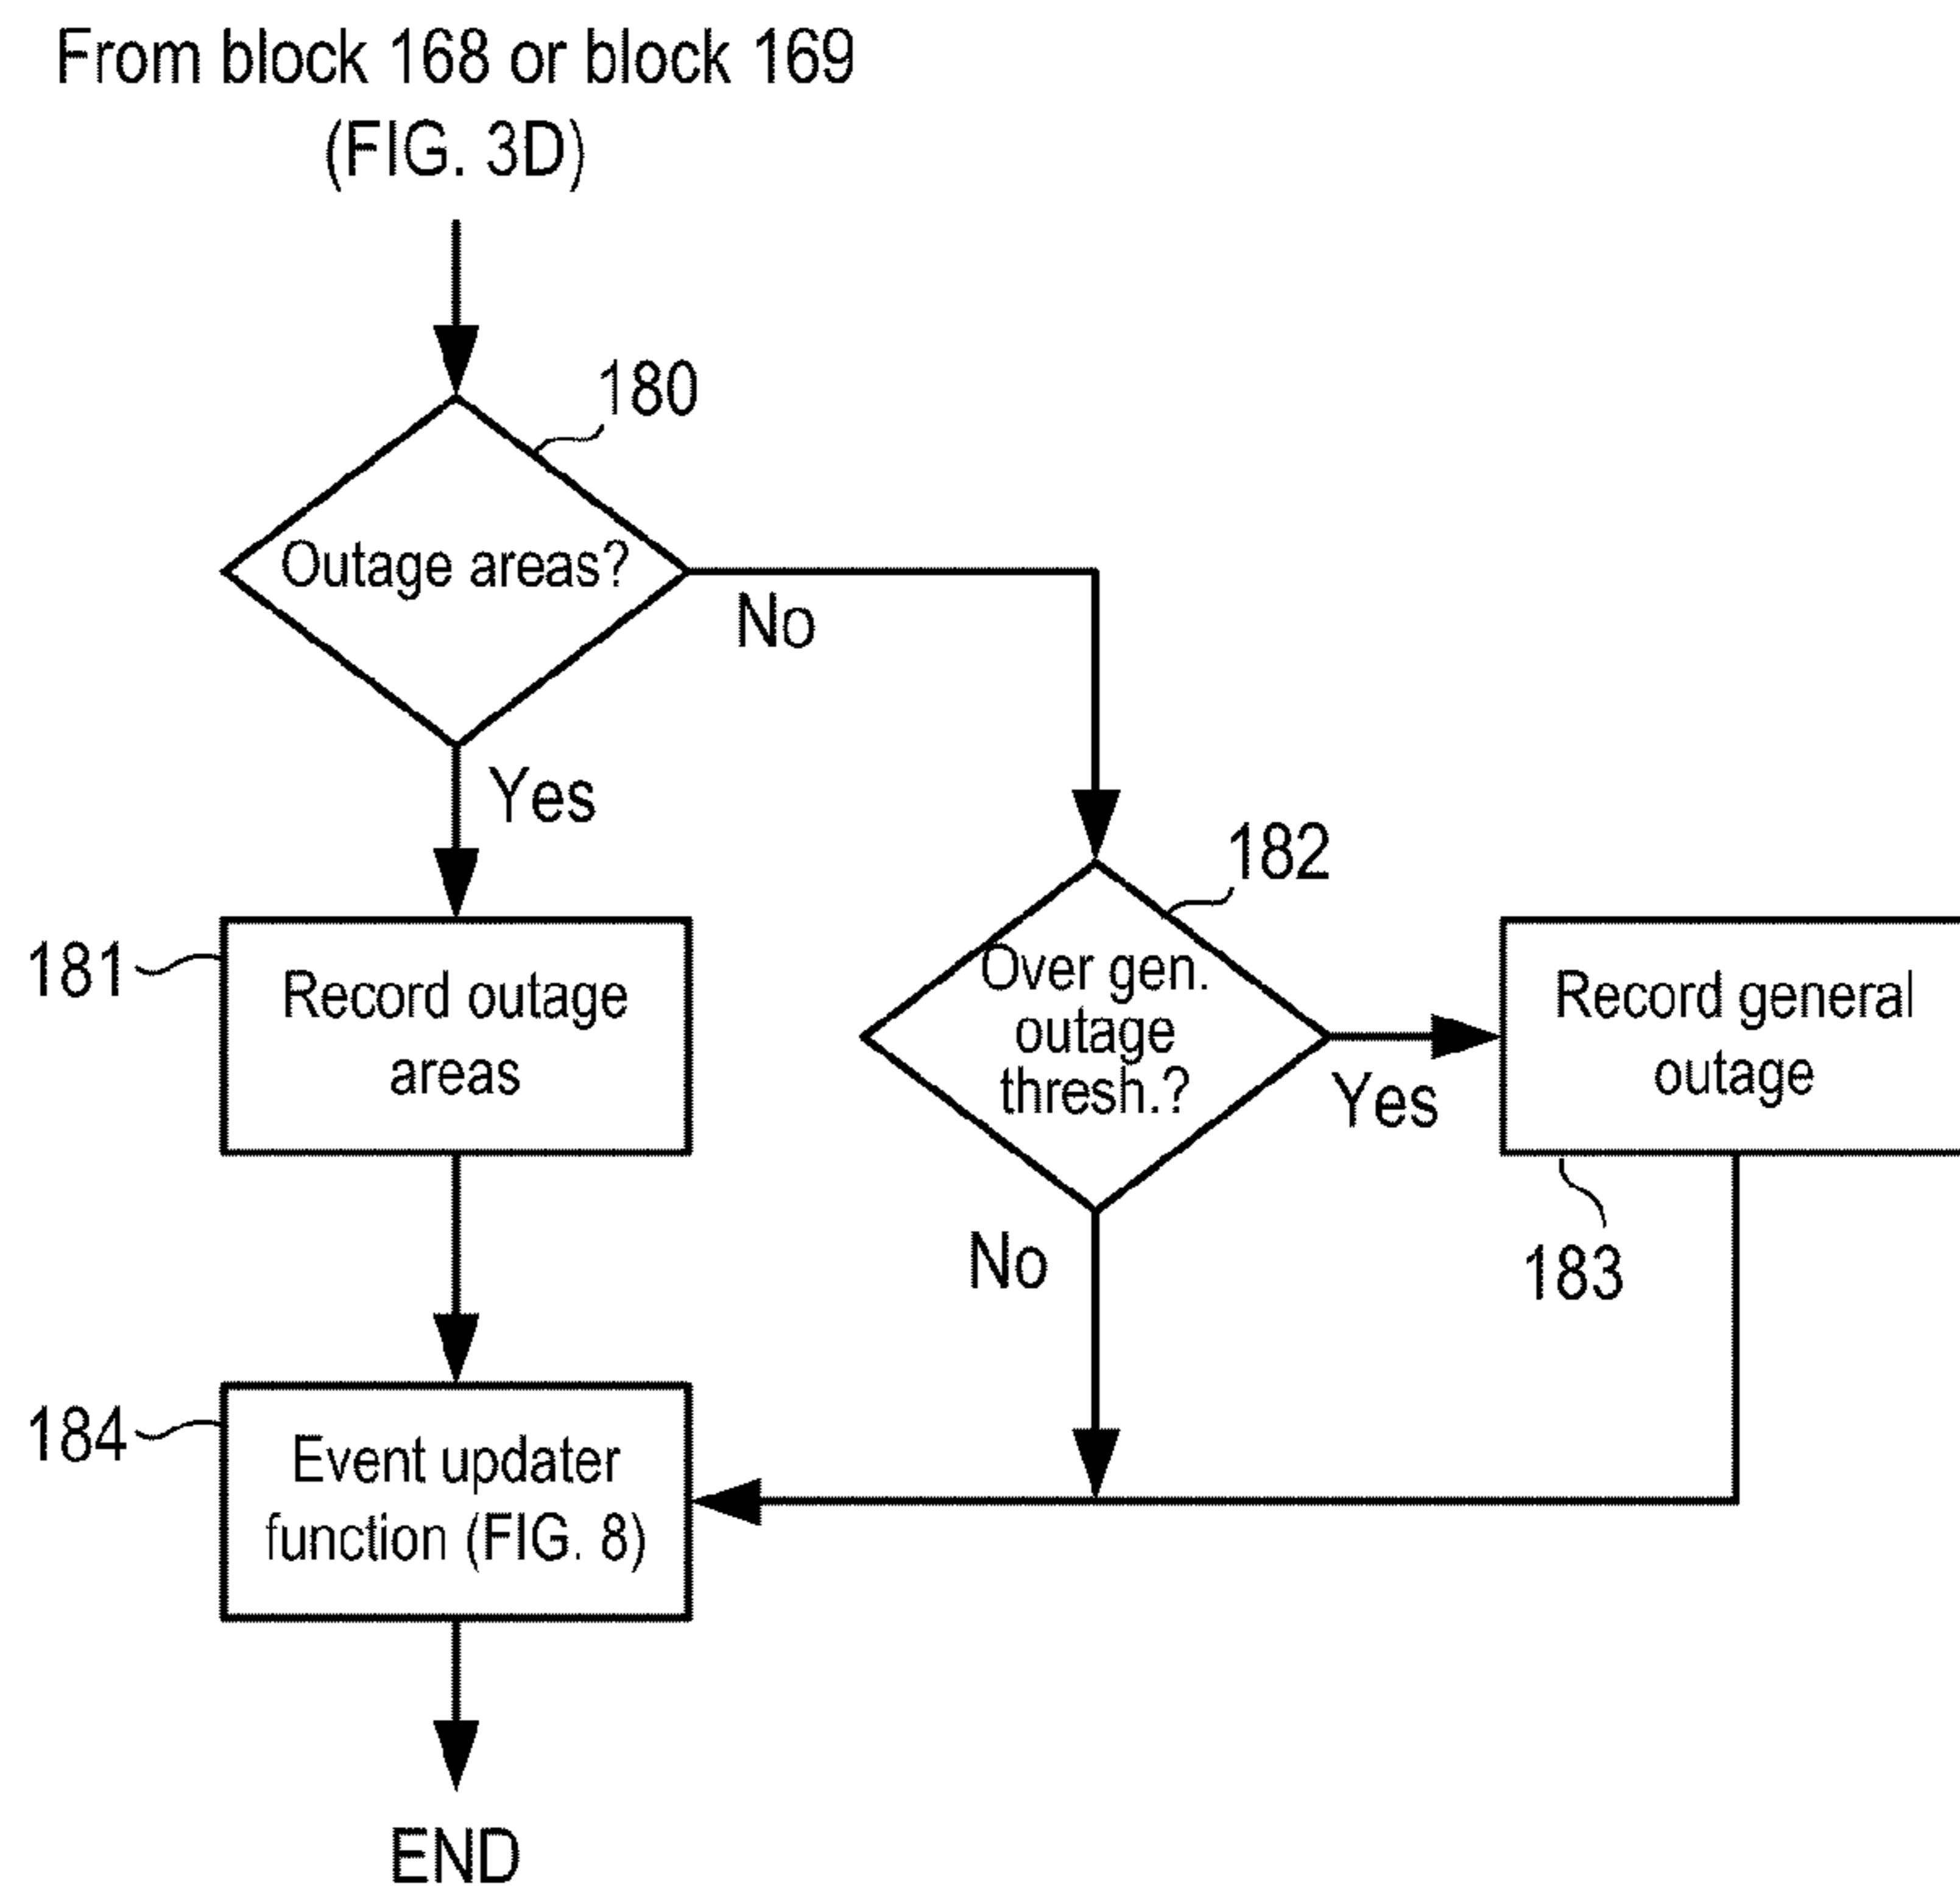 From block 168 or block 169
(FIG. 3D)
180
Outage areas?
No
Yes
182
181
Record outage
areas
Over gen.
outage
thresh.?
Yes
Record general
outage
No
183
184
Event updater
function (FIG. 8)
END